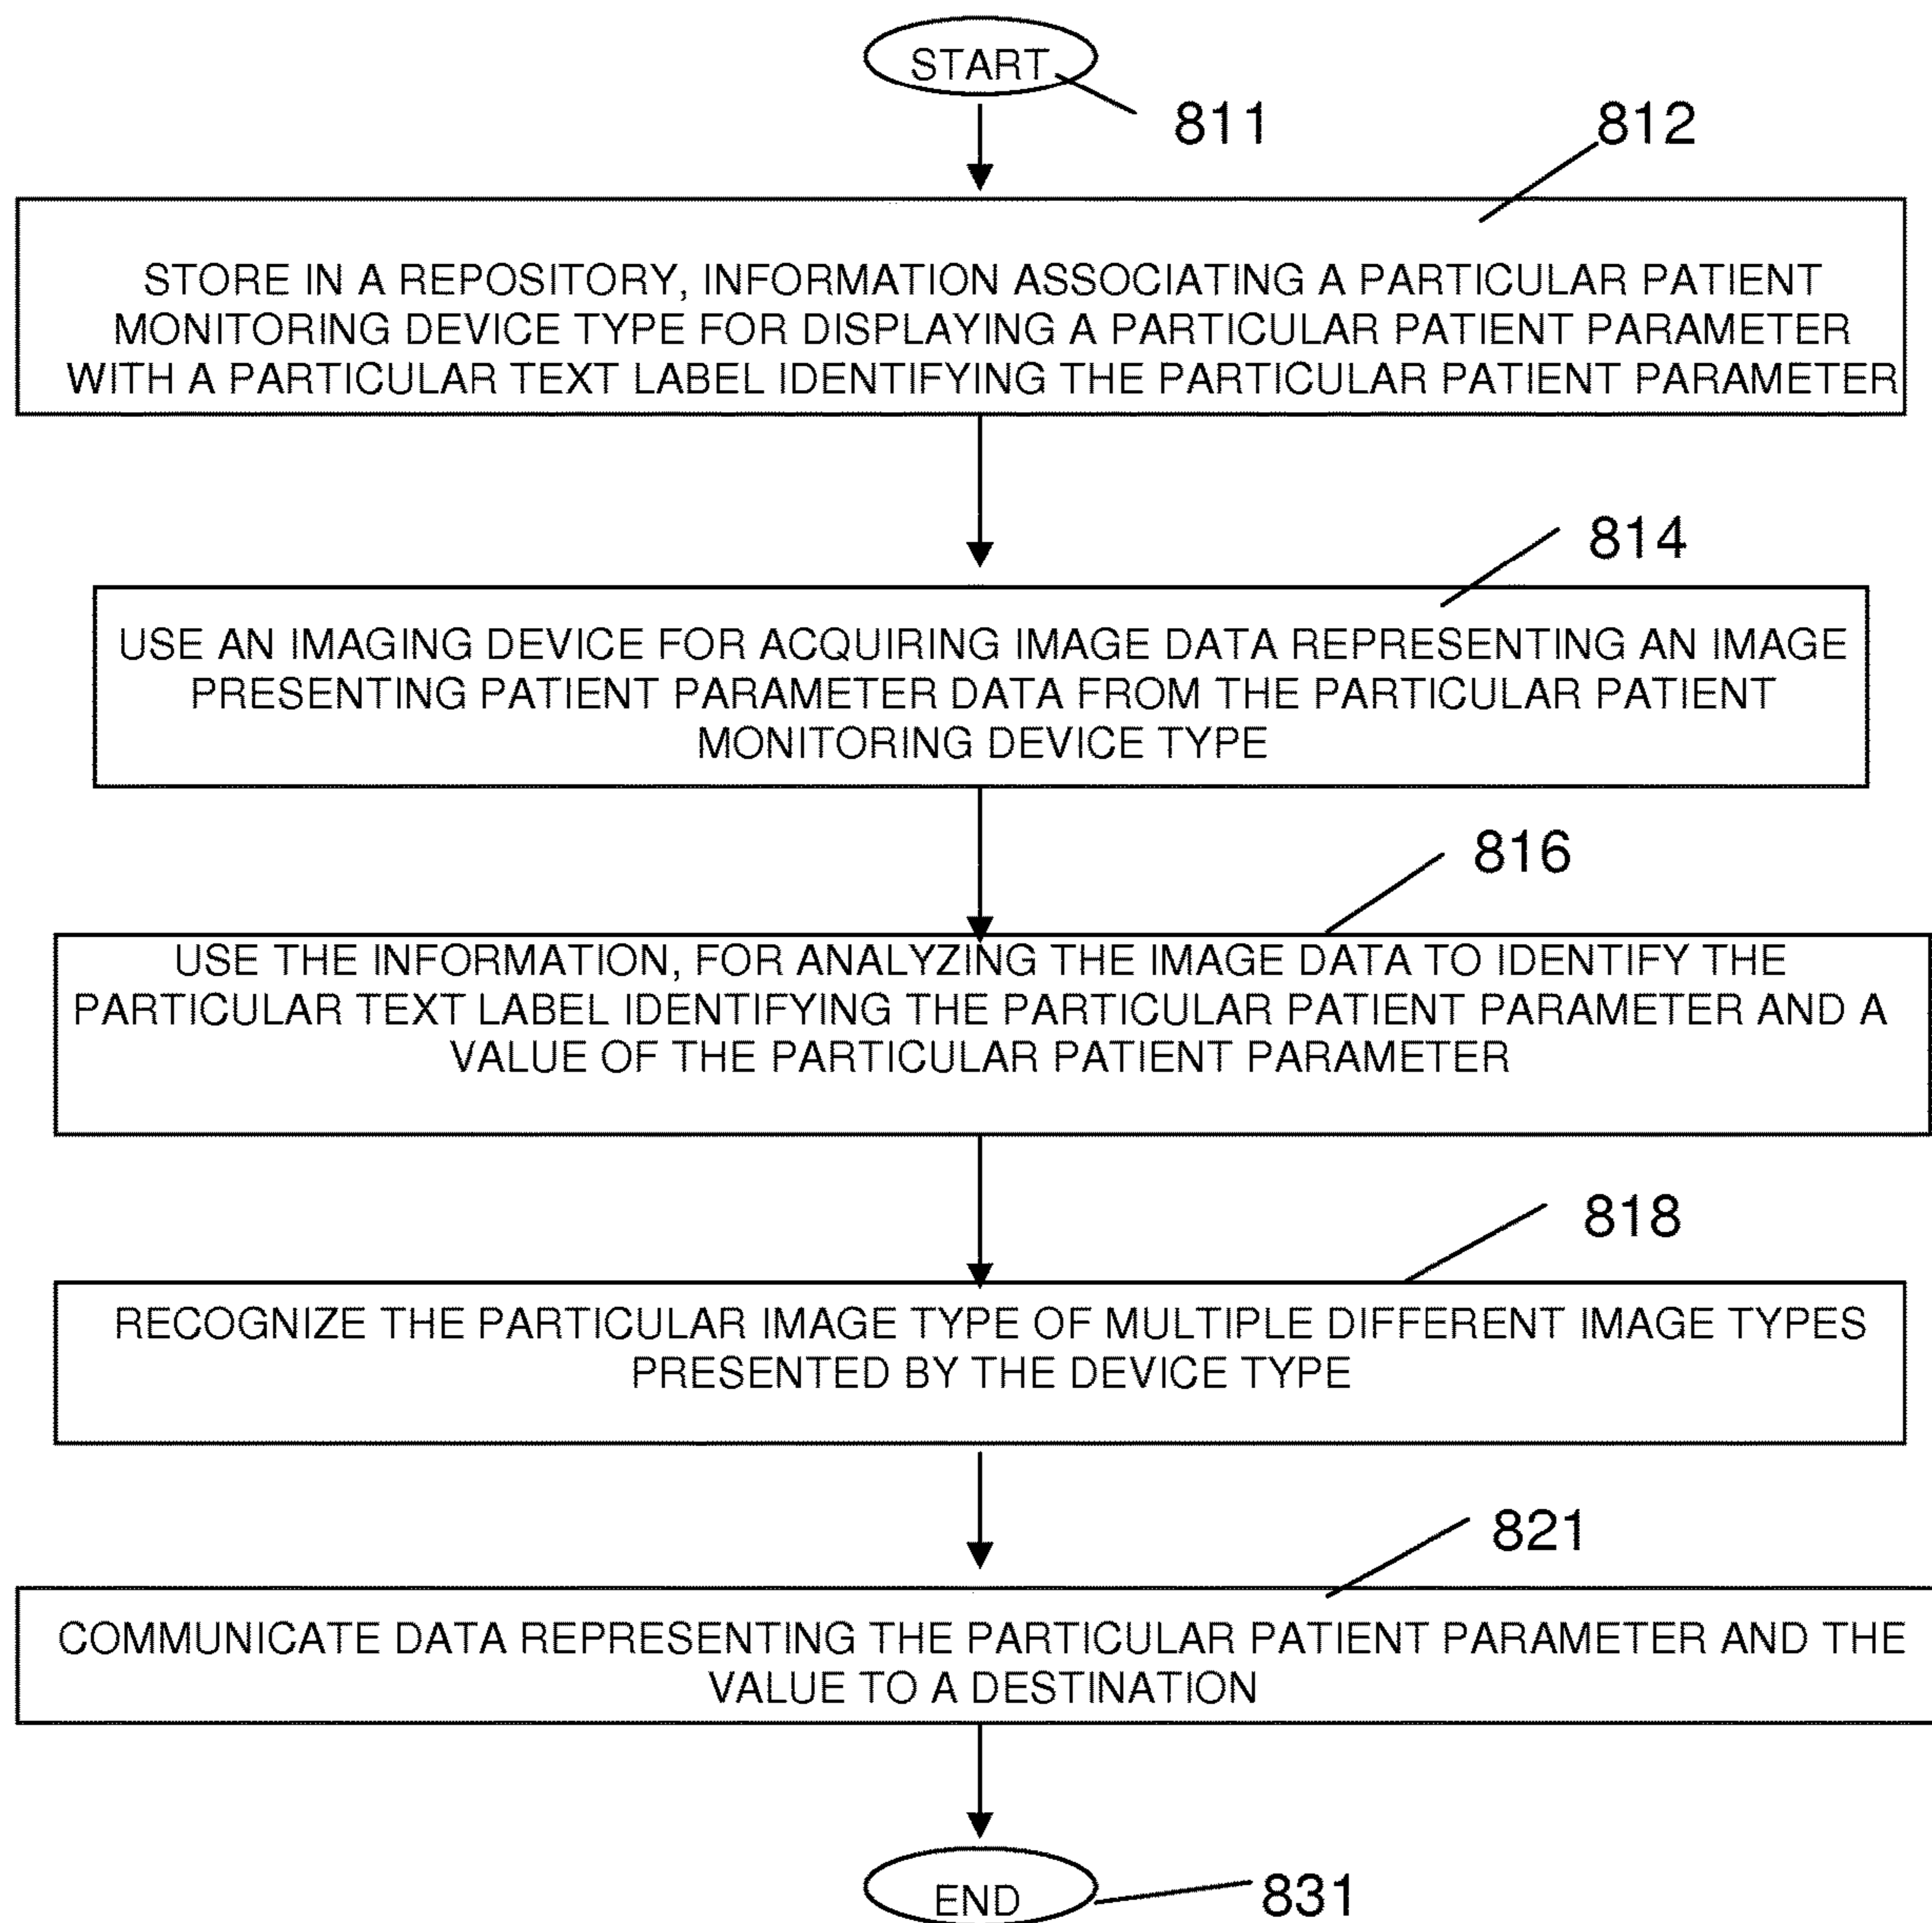 START
811
812
STORE IN A REPOSITORY, INFORMATION ASSOCIATING A PARTICULAR PATIENT
MONITORING DEVICE TYPE FOR DISPLAYING A PARTICULAR PATIENT PARAMETER
WITH A PARTICULAR TEXT LABEL IDENTIFYING THE PARTICULAR PATIENT PARAMETER
814
USE AN IMAGING DEVICE FOR ACQUIRING IMAGE DATA REPRESENTING AN IMAGE
PRESENTING PATIENT PARAMETER DATA FROM THE PARTICULAR PATIENT
MONITORING DEVICE TYPE
816
USE THE INFORMATION, FOR ANALYZING THE IMAGE DATA TO IDENTIFY THE
PARTICULAR TEXT LABEL IDENTIFYING THE PARTICULAR PATIENT PARAMETER AND A
VALUE OF THE PARTICULAR PATIENT PARAMETER
818
RECOGNIZE THE PARTICULAR IMAGE TYPE OF MULTIPLE DIFFERENT IMAGE TYPES
PRESENTED BY THE DEVICE TYPE
821
COMMUNICATE DATA REPRESENTING THE PARTICULAR PATIENT PARAMETER AND THE
VALUE TO A DESTINATION
END
831